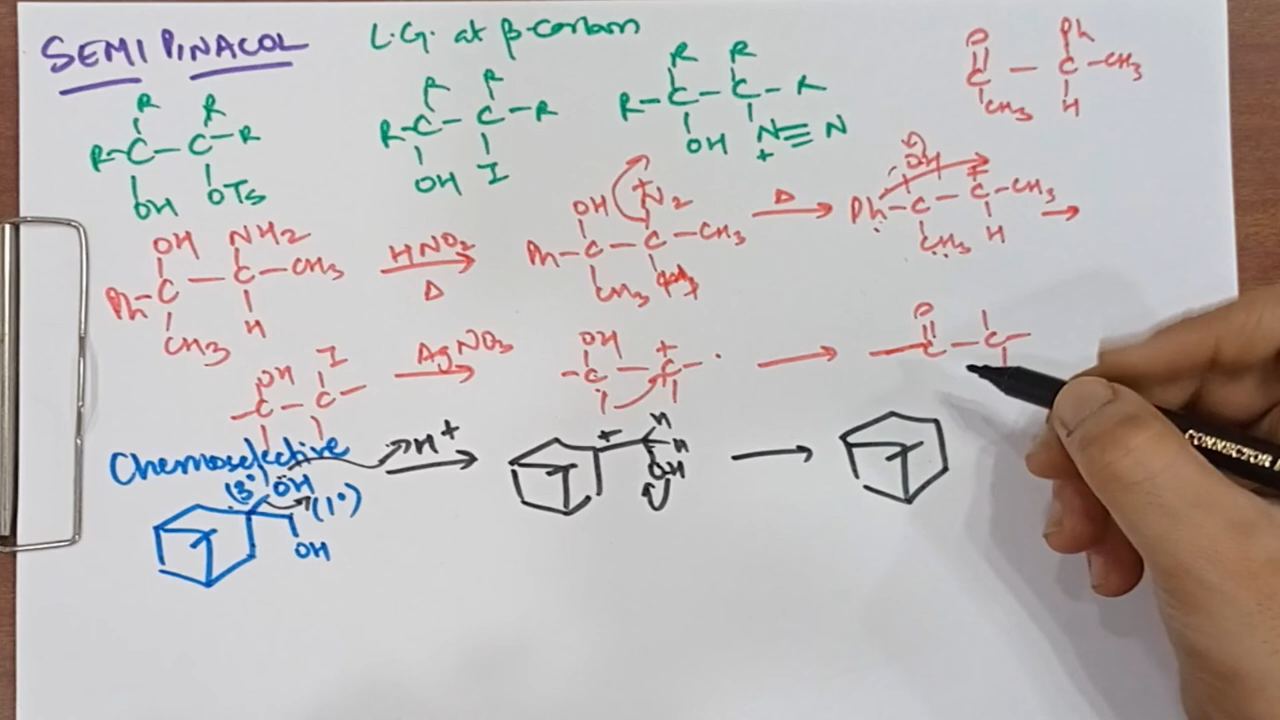 SEMI PINACOL L.G. at β-carbon
R R R R R R
R-C-C-R R-C-C-R R-C-C-R
OH OTs OH I OH N≡N
+
O Ph
C - C-CH3
CH3 H
OH NH2 HNO2 OH +N2 Δ OH +
Ph-C - C-CH3 Δ Ph-C - C-CH3 Ph-C - C-CH3
CH3 H CH3 CH3 H
OH I AgNO3 OH + O
C - C -C - C- C - C
Chemoselective H+ + H
(3°) OH (1°) H
OH OH
CONNECTOR